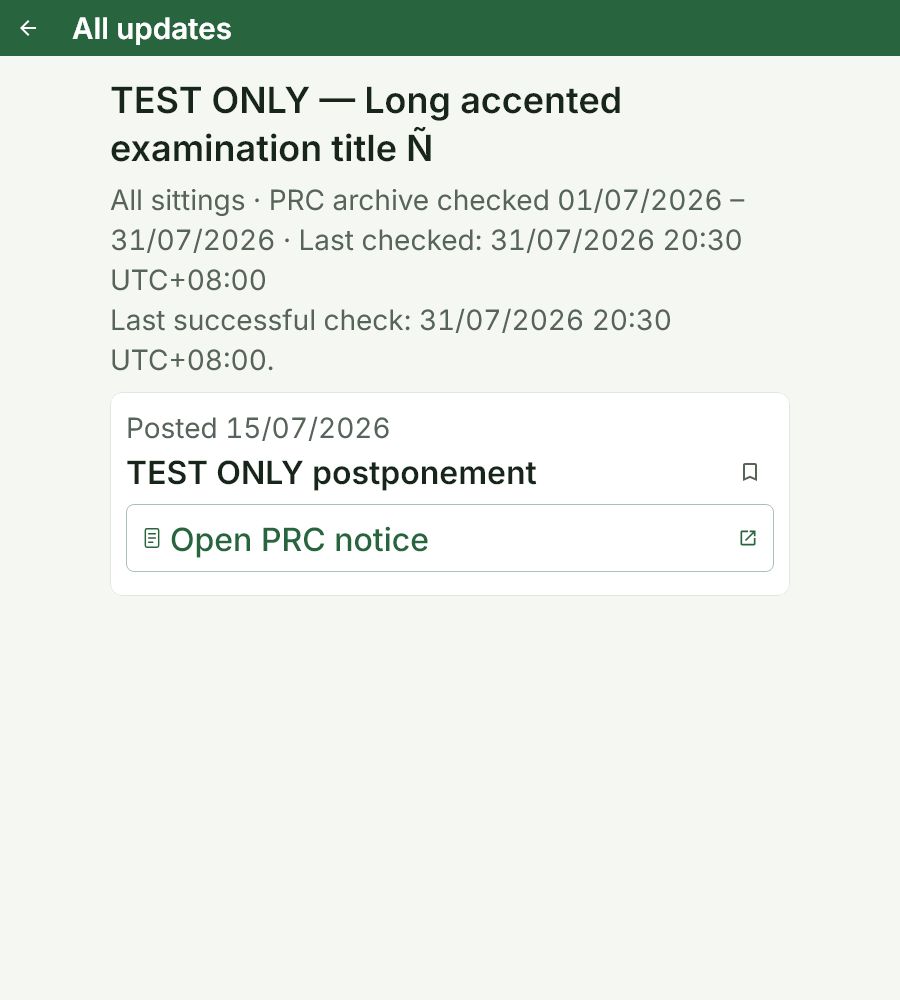 All updates
TEST ONLY — Long accented
examination title Ñ
All sittings · PRC archive checked 01/07/2026 –
31/07/2026 · Last checked: 31/07/2026 20:30
UTC+08:00
Last successful check: 31/07/2026 20:30
UTC+08:00.
Posted 15/07/2026
TEST ONLY postponement
Open PRC notice